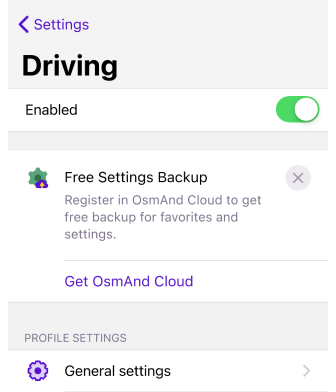 Settings
Driving
Enabled
Free Settings Backup
Register in OsmAnd Cloud to get
free backup for favorites and
settings.
Get OsmAnd Cloud
PROFILE SETTINGS
General settings